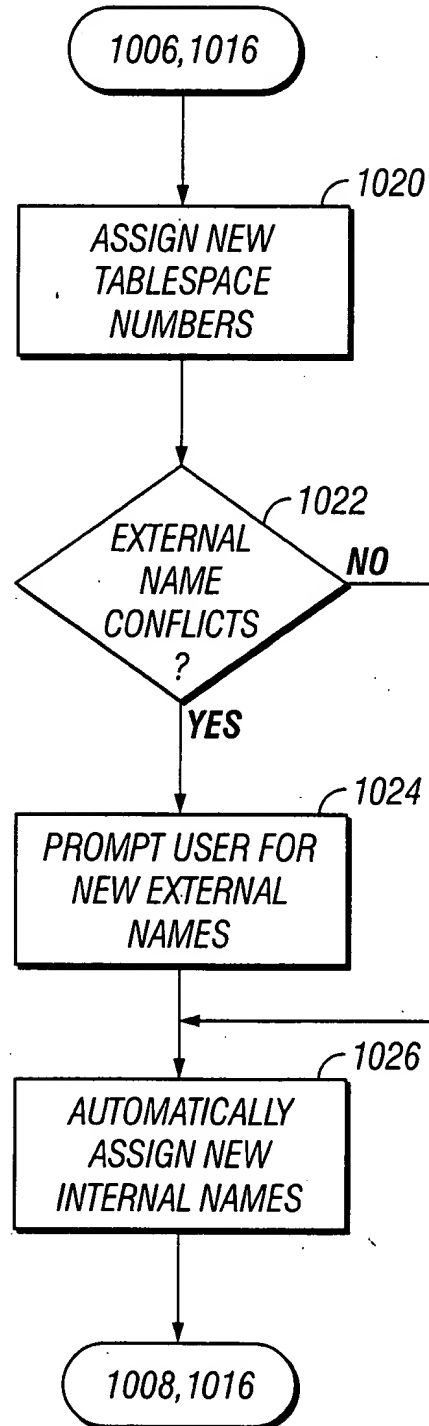 1006,1016
1020
ASSIGN NEW
TABLESPACE
NUMBERS
1022
EXTERNAL
NAME
CONFLICTS
?
NO
YES
1024
PROMPT USER FOR
NEW EXTERNAL
NAMES
1026
AUTOMATICALLY
ASSIGN NEW
INTERNAL NAMES
1008,1016